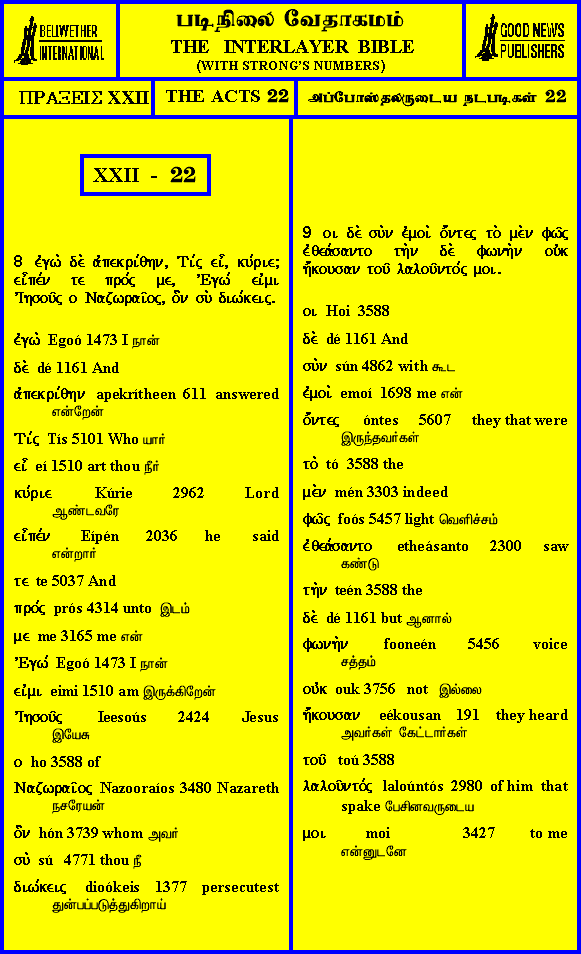 BELLWETHER
INTERNATIONAL
படிநிலை வேதாகமம்
THE INTERLAYER BIBLE
(WITH STRONG'S NUMBERS)
GOOD NEWS
PUBLISHERS
ΠΡΑΞΕΙΣ XXII
THE ACTS 22
அப்போஸ்தலருடைய நடபடிகள் 22
XXII - 22
8 ἐγὼ δὲ ἀπεκρίθην, Τίς εἶ, κύριε;
εἶπέν τε πρός με, Ἐγώ εἰμι
Ἰησοῦς ο Ναζωραῖος, ὃν σὺ διώκεις.
ἐγὼ Egoó 1473 I நான்
δὲ dé 1161 And
ἀπεκρίθην apekrítheen 611 answered
என்றேன்
Τίς Tís 5101 Who யார்
εἶ eí 1510 art thou நீர்
κύριε Kúrie 2962 Lord
ஆண்டவரே
εἶπέν Eípén 2036 he said
என்றார்
τε te 5037 And
πρός prós 4314 unto இடம்
με me 3165 me என்
Ἐγώ Egoó 1473 I நான்
εἰμι eimi 1510 am இருக்கிறேன்
Ἰησοῦς Ieesoús 2424 Jesus
இயேசு
ο ho 3588 of
Ναζωραῖος Nazooraíos 3480 Nazareth
நசரேயன்
ὃν hón 3739 whom அவர்
σὺ sú 4771 thou நீ
διώκεις dioókeis 1377 persecutest
துன்பப்படுத்துகிறாய்
9 οι δὲ σὺν ἐμοὶ ὄντες τὸ μὲν φῶς
ἐθεάσαντο τὴν δὲ φωνὴν οὐκ
ἤκουσαν τοῦ λαλοῦντός μοι.
οι Hoi 3588
δὲ dé 1161 And
σὺν sún 4862 with கூட
ἐμοὶ emoí 1698 me என்
ὄντες óntes 5607 they that were
இருந்தவர்கள்
τὸ tó 3588 the
μὲν mén 3303 indeed
φῶς foós 5457 light வெளிச்சம்
ἐθεάσαντο etheásanto 2300 saw
கண்டு
τὴν teén 3588 the
δὲ dé 1161 but ஆனால்
φωνὴν fooneén 5456 voice
சத்தம்
οὐκ ouk 3756 not இல்லை
ἤκουσαν eékousan 191 they heard
அவர்கள் கேட்டார்கள்
τοῦ toú 3588
λαλοῦντός laloúntós 2980 of him that
spake பேசினவருடைய
μοι moi 3427 to me
என்னுடனே